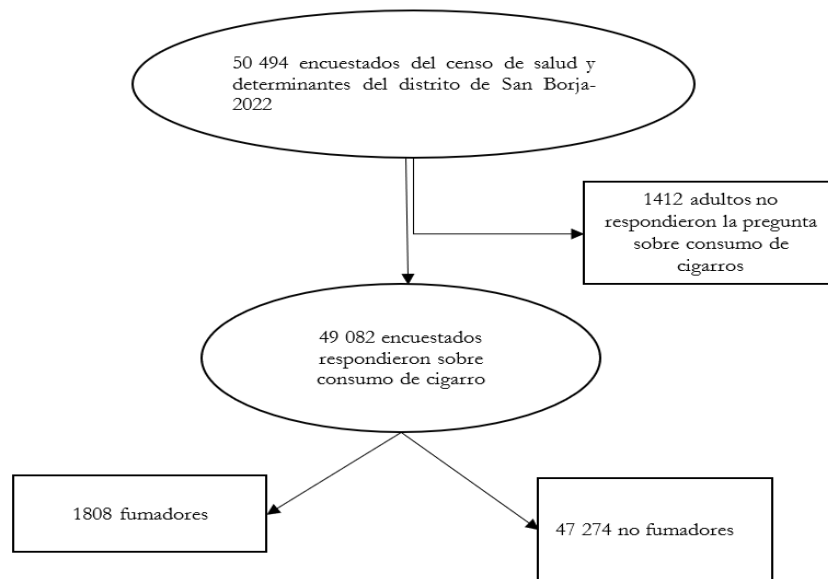 50 494 encuestados del censo de salud y
determinantes del distrito de San Borja-
2022
1412 adultos no
respondieron la pregunta
sobre consumo de
cigarros
49 082 encuestados
respondieron sobre
consumo de cigarro
1808 fumadores
47 274 no fumadores